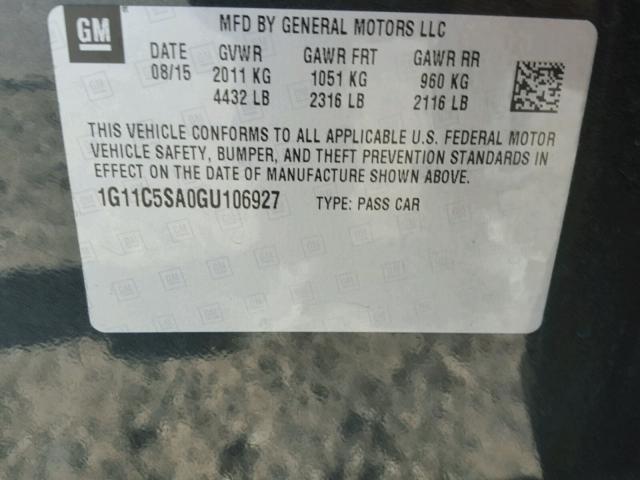 GM MFD BY GENERAL MOTORS LLC
DATE GVWR GAWR FRT GAWR RR
08/15 2011 KG 1051 KG 960 KG
4432 LB 2316 LB 2116 LB
THIS VEHICLE CONFORMS TO ALL APPLICABLE U.S. FEDERAL MOTOR
VEHICLE SAFETY, BUMPER, AND THEFT PREVENTION STANDARDS IN
EFFECT ON THE DATE OF MANUFACTURE SHOWN ABOVE.
1G11C5SA0GU106927 TYPE: PASS CAR